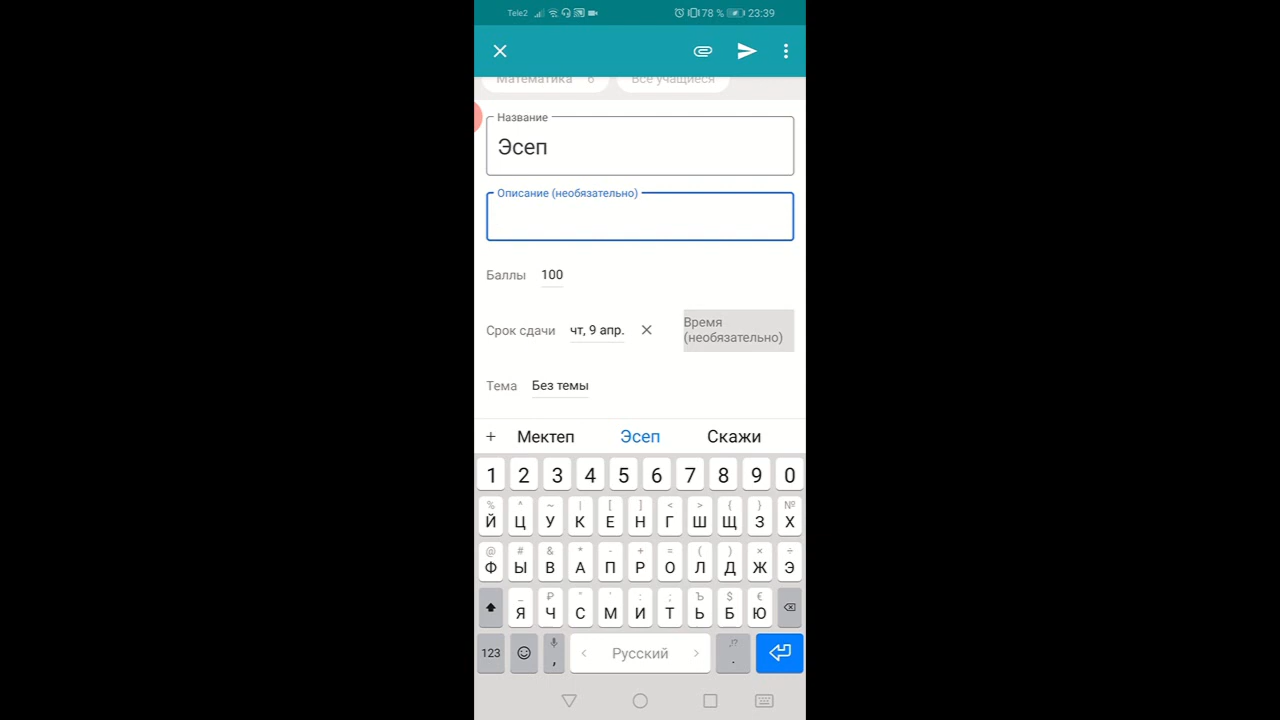 Tele2 78 % 23:39
Математика 6 Все учащиеся
Название
Эсеп
Описание (необязательно)
Баллы 100
Срок сдачи чт, 9 апр. Время
(необязательно)
Тема Без темы
+ Мектеп Эсеп Скажи
1 2 3 4 5 6 7 8 9 0
% ^ ~ | [ ] < > { } №
Й Ц У К Е Н Г Ш Щ З Х
@ # & * - + = ( ) × ÷
Ф Ы В А П Р О Л Д Ж Э
_ ₽ " ' : ; Ъ $ €
Я Ч С М И Т Ь Б Ю
123 , < Русский > ,!? .